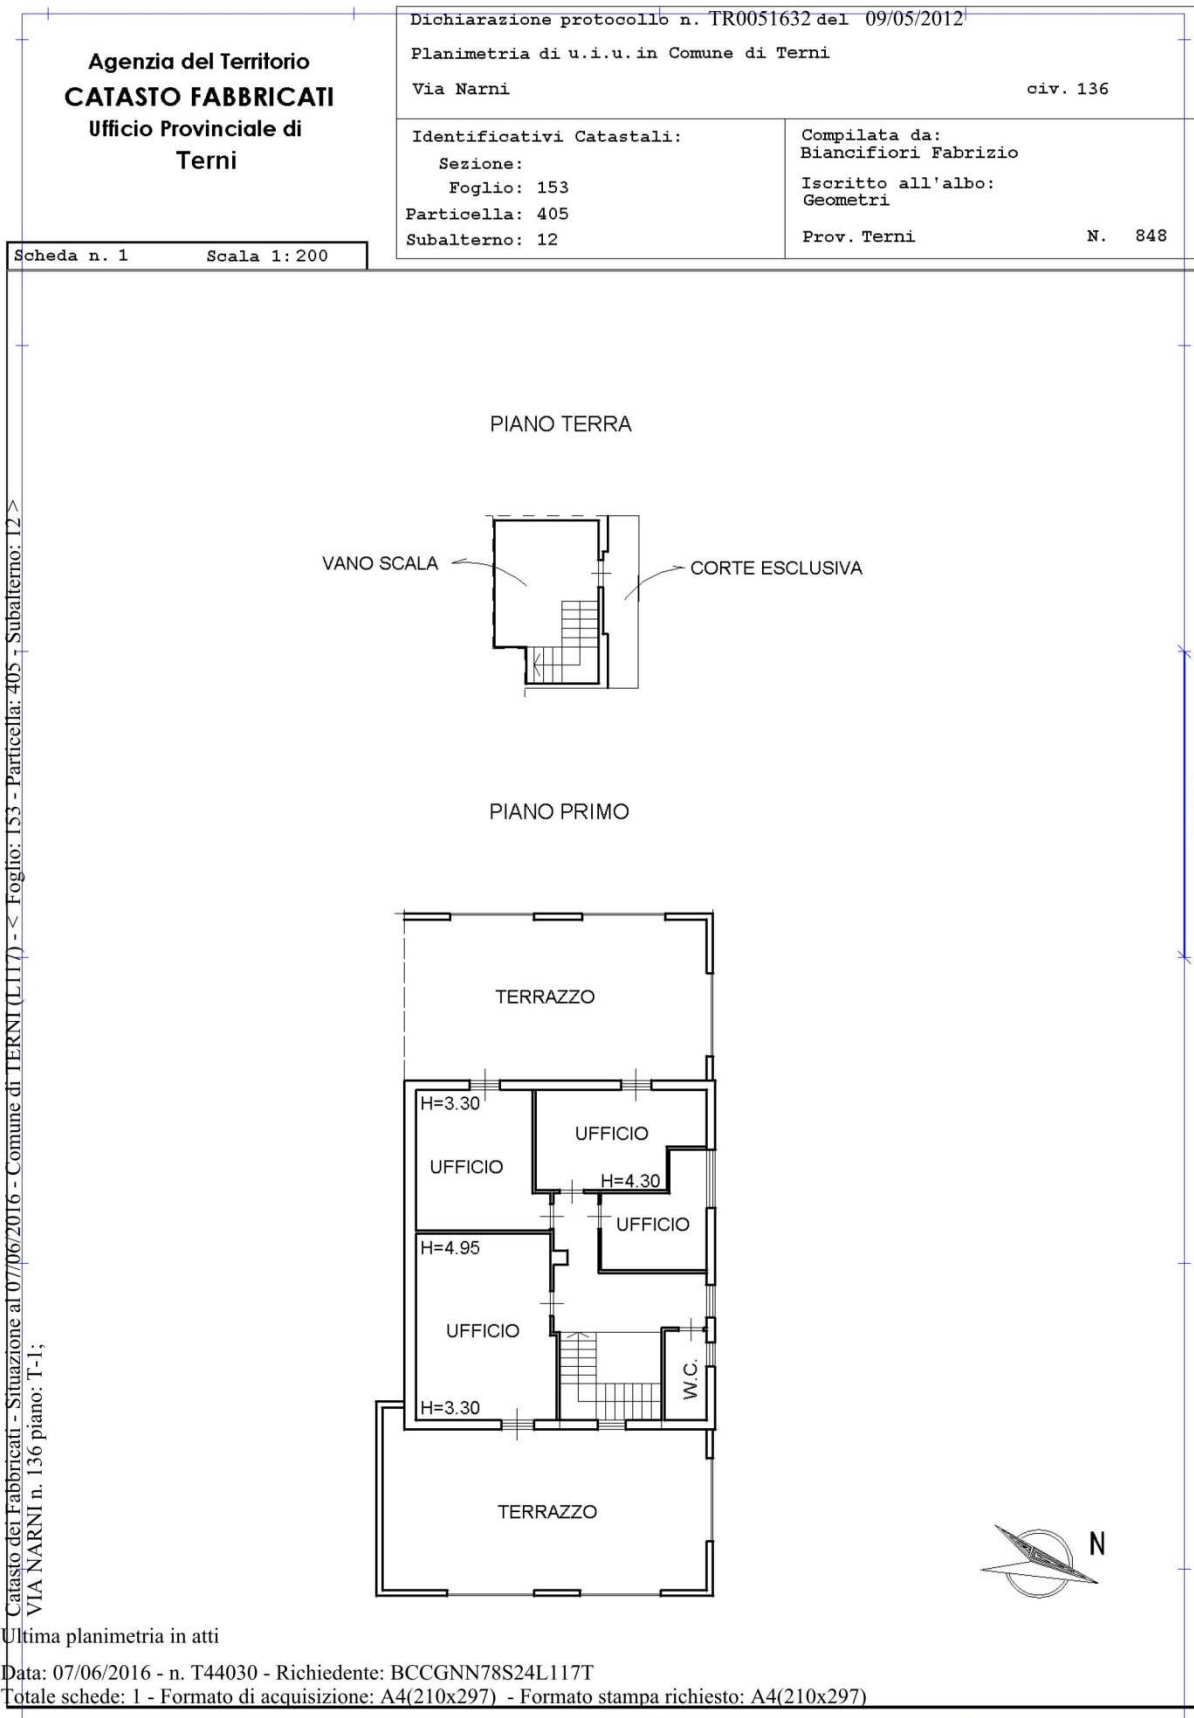 Agenzia del Territorio
CATASTO FABBRICATI
Ufficio Provinciale di
Terni
Dichiarazione protocollo n. TR0051632 del 09/05/2012
Planimetria di u.i.u. in Comune di Terni
Via Narni civ. 136
Identificativi Catastali:
Sezione:
Foglio: 153
Particella: 405
Subalterno: 12
Compilata da:
Biancifiori Fabrizio
Iscritto all'albo:
Geometri
Prov. Terni N. 848
Scheda n. 1 Scala 1:200
PIANO TERRA
VANO SCALA
CORTE ESCLUSIVA
PIANO PRIMO
TERRAZZO
H=3.30
UFFICIO
UFFICIO
H=4.30
UFFICIO
H=4.95
UFFICIO
H=3.30
W.C.
TERRAZZO
N
Catasto dei Fabbricati - Situazione al 07/06/2016 - Comune di TERNI (L117) - < Foglio: 153 - Particella: 405 - Subalterno: 12 >
VIA NARNI n. 136 piano: T-1;
Ultima planimetria in atti
Data: 07/06/2016 - n. T44030 - Richiedente: BCCGNN78S24L117T
Totale schede: 1 - Formato di acquisizione: A4(210x297) - Formato stampa richiesto: A4(210x297)